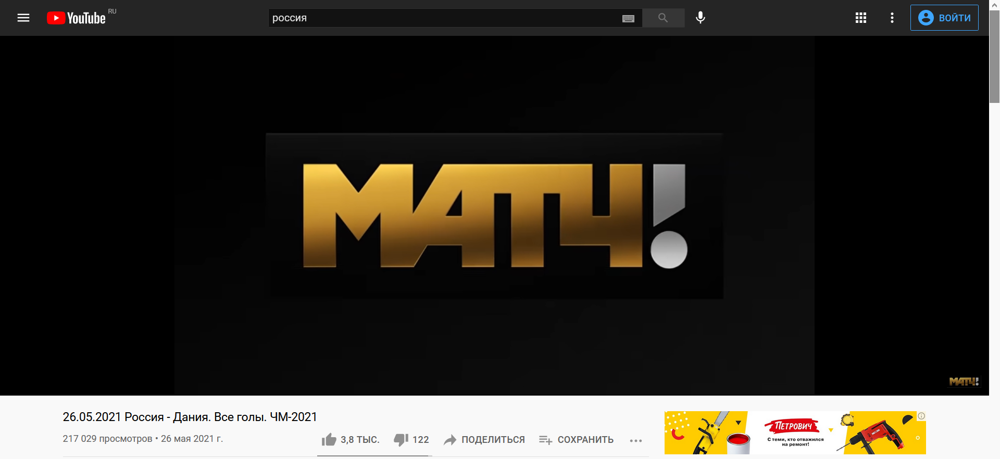 YouTube RU
россия
ВОЙТИ
МАТЧ!
МАТЧ!
26.05.2021 Россия - Дания. Все голы. ЧМ-2021
217 029 просмотров • 26 мая 2021 г.
3,8 ТЫС.
122
ПОДЕЛИТЬСЯ
СОХРАНИТЬ
ПЕТРОВИЧ
С теми, кто отважился
на ремонт!